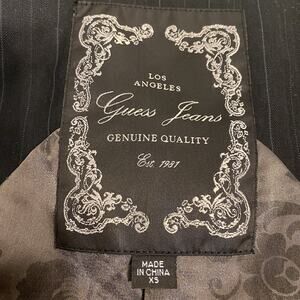 LOS
ANGELES
Guess Jeans
GENUINE QUALITY
Est. 1981
MADE
IN CHINA
XS